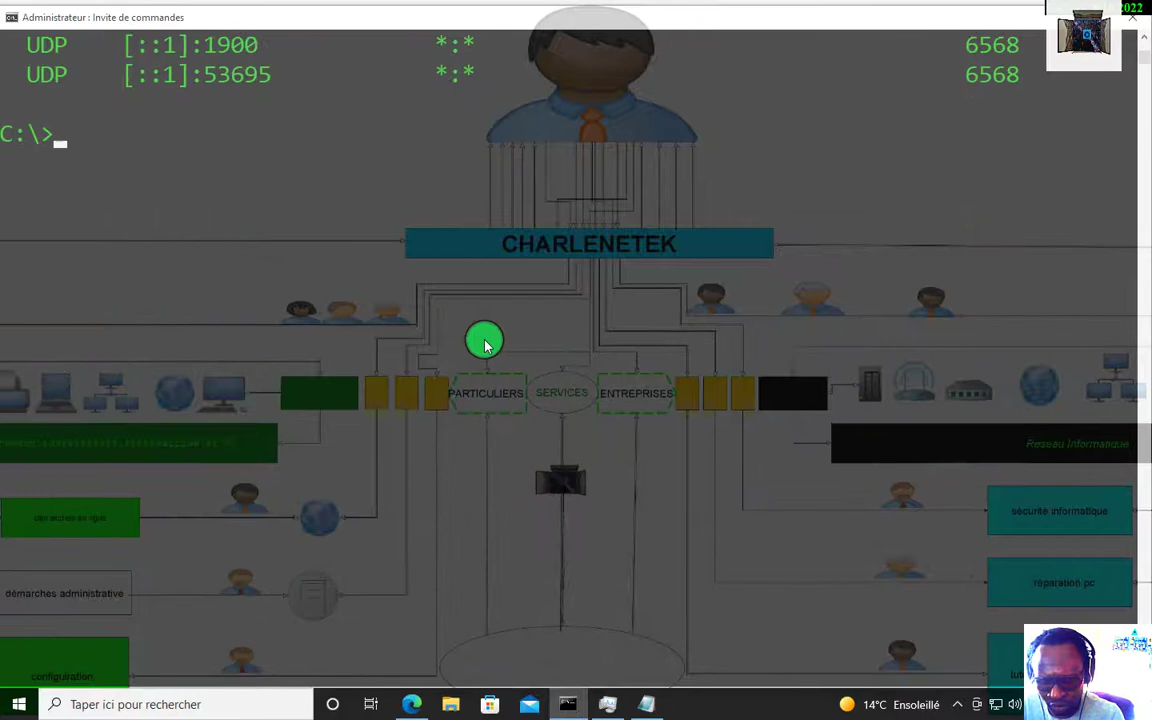 2022
Administrateur : Invite de commandes
UDP [::1]:1900 *:* 6568
UDP [::1]:53695 *:* 6568
C:\>
CHARLENETEK
PARTICULIERS
SERVICES
ENTREPRISES
Reseau Informatique
sécurité informatique
démarches administrative
réparation pc
configuration
Taper ici pour rechercher
14°C Ensoleillé